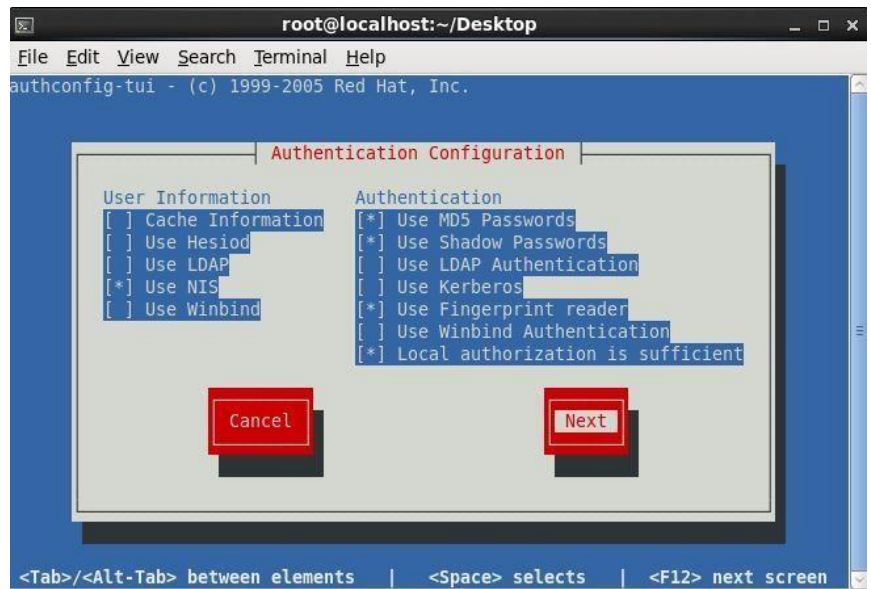 root@localhost:~/Desktop
File Edit View Search Terminal Help
authconfig-tui - (c) 1999-2005 Red Hat, Inc.
Authentication Configuration
User Information
[ ] Cache Information
[ ] Use Hesiod
[ ] Use LDAP
[*] Use NIS
[ ] Use Winbind
Authentication
[*] Use MD5 Passwords
[*] Use Shadow Passwords
[ ] Use LDAP Authentication
[ ] Use Kerberos
[*] Use Fingerprint reader
[ ] Use Winbind Authentication
[*] Local authorization is sufficient
Cancel
Next
<Tab>/<Alt-Tab> between elements | <Space> selects | <F12> next screen